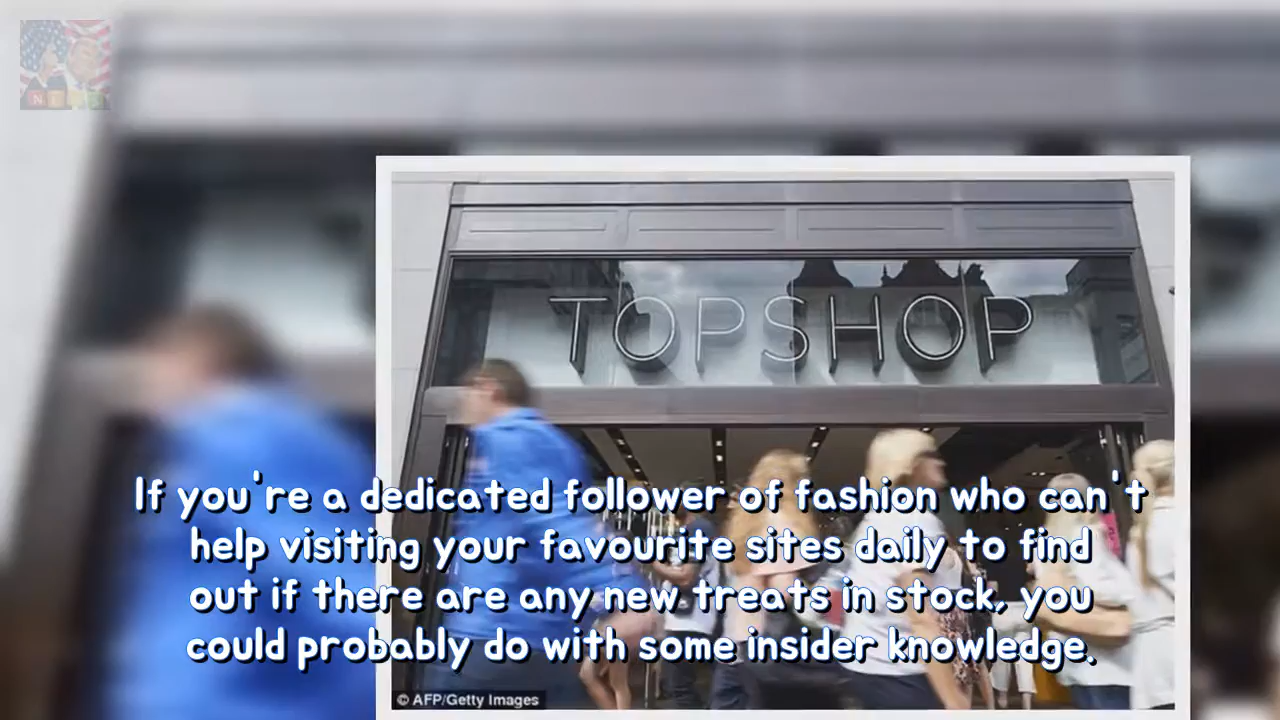 TOPSHOP
If you're a dedicated follower of fashion who can't
help visiting your favourite sites daily to find
out if there are any new treats in stock, you
could probably do with some insider knowledge.
© AFP/Getty Images